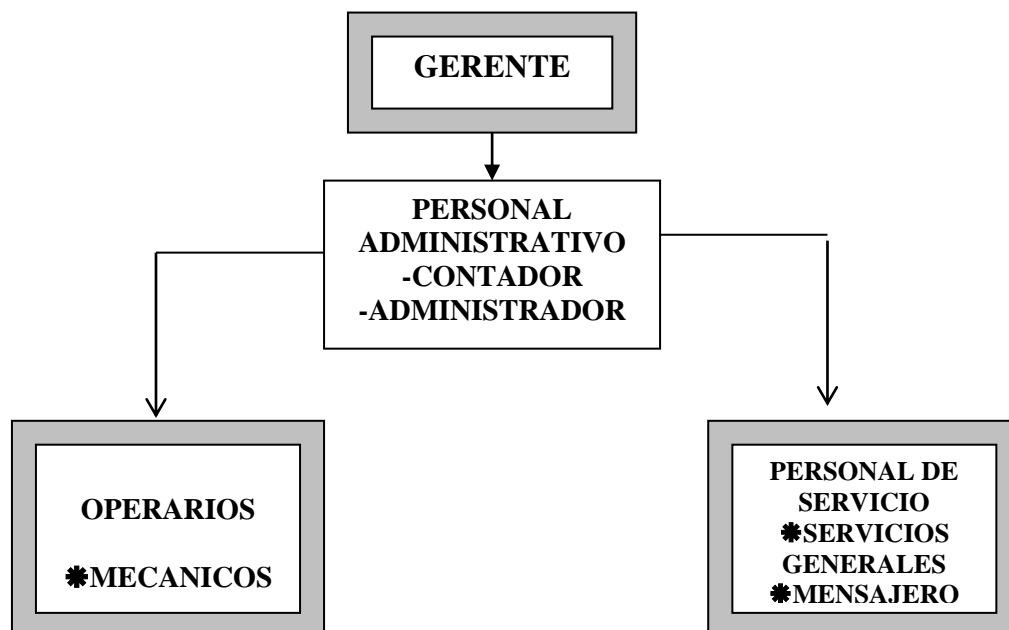 GERENTE
PERSONAL
ADMINISTRATIVO
-CONTADOR
-ADMINISTRADOR
OPERARIOS
✱MECANICOS
PERSONAL DE
SERVICIO
✱SERVICIOS
GENERALES
✱MENSAJERO